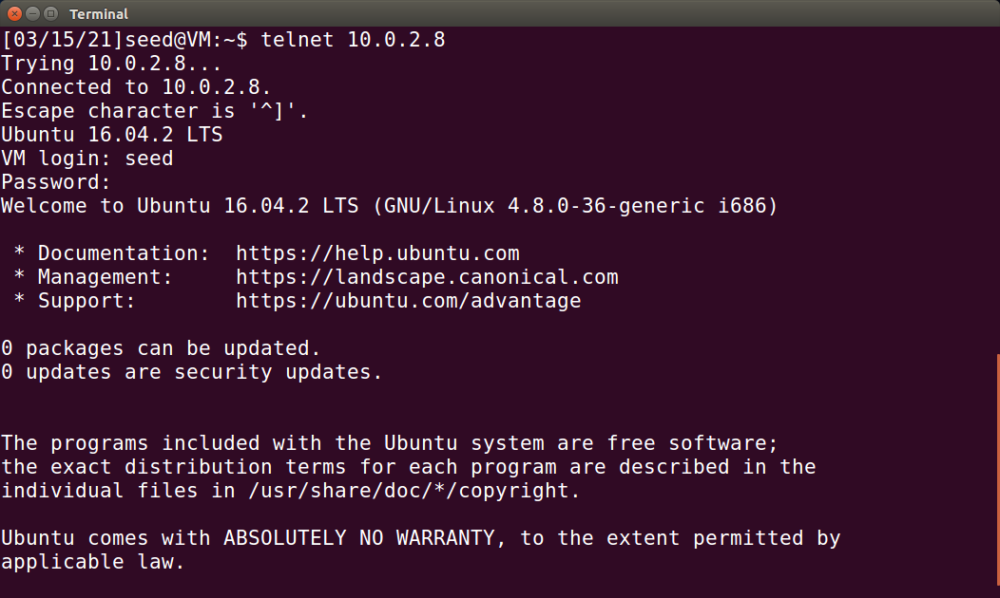 Terminal
[03/15/21]seed@VM:~$ telnet 10.0.2.8
Trying 10.0.2.8...
Connected to 10.0.2.8.
Escape character is '^]'.
Ubuntu 16.04.2 LTS
VM login: seed
Password:
Welcome to Ubuntu 16.04.2 LTS (GNU/Linux 4.8.0-36-generic i686)

 * Documentation:  https://help.ubuntu.com
 * Management:     https://landscape.canonical.com
 * Support:        https://ubuntu.com/advantage

0 packages can be updated.
0 updates are security updates.


The programs included with the Ubuntu system are free software;
the exact distribution terms for each program are described in the
individual files in /usr/share/doc/*/copyright.

Ubuntu comes with ABSOLUTELY NO WARRANTY, to the extent permitted by
applicable law.